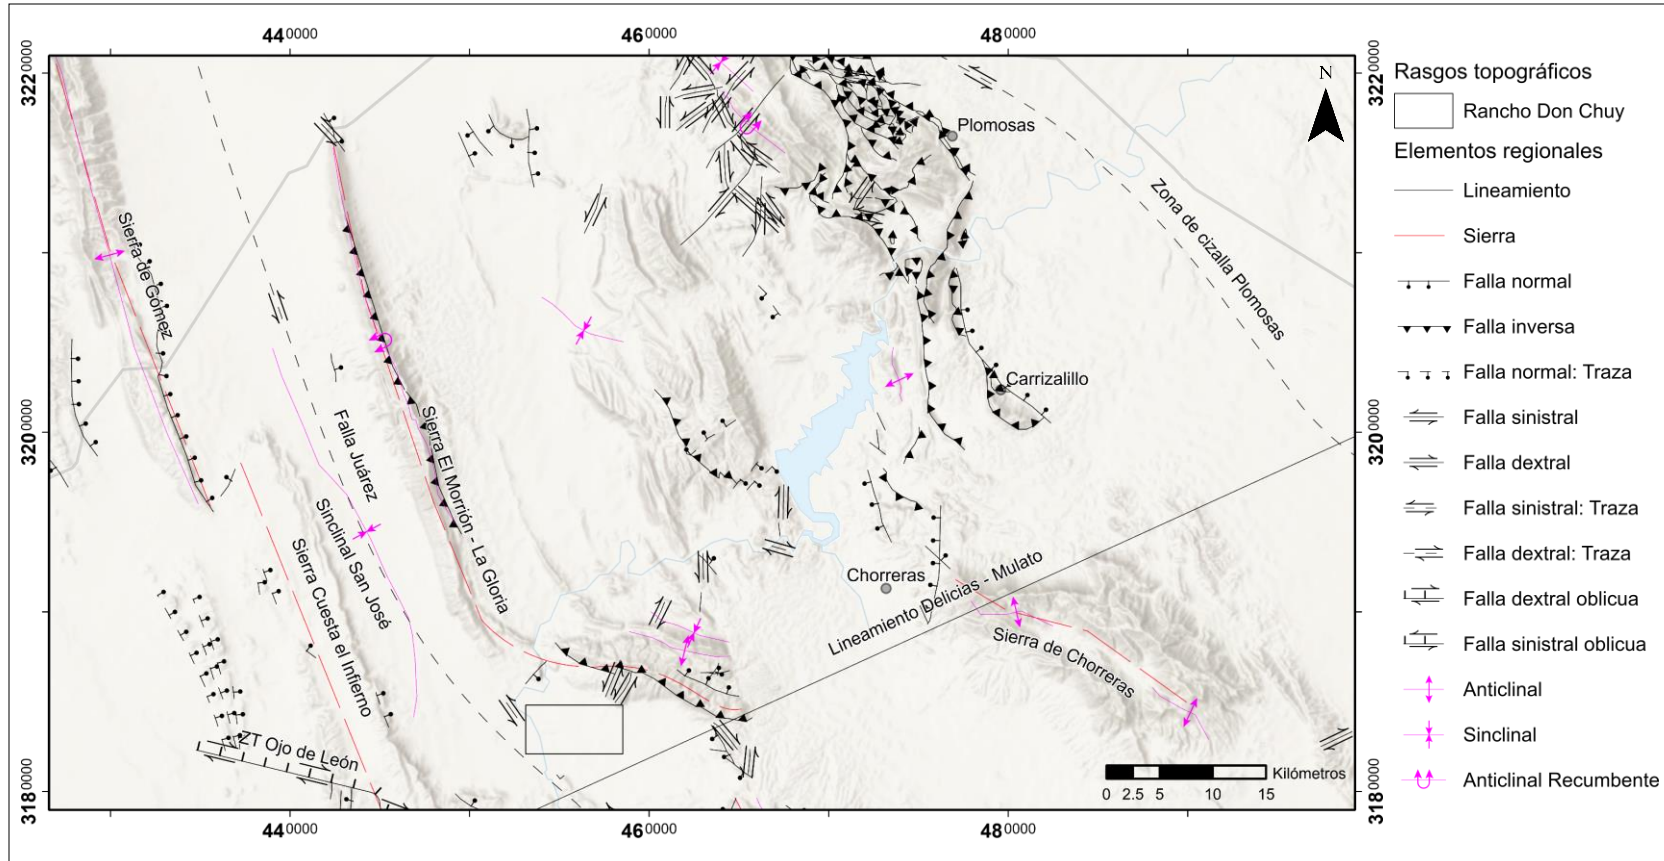 440000
460000
480000
3220000
3220000
N
Plomosas
Sierra de Gómez
Zona de cizalla Plomosas
Carrizalillo
3200000
3200000
Falla Juárez
Sierra El Morrión - La Gloria
Sinclinal San José
Sierra Cuesta el Infierno
Chorreras
Lineamiento Delicias - Mulato
Sierra de Chorreras
ZT Ojo de León
Kilómetros
0 2.5 5 10 15
3180000
3180000
440000
460000
480000
Rasgos topográficos
Rancho Don Chuy
Elementos regionales
Lineamiento
Sierra
Falla normal
Falla inversa
Falla normal: Traza
Falla sinistral
Falla dextral
Falla sinistral: Traza
Falla dextral: Traza
Falla dextral oblicua
Falla sinistral oblicua
Anticlinal
Sinclinal
Anticlinal Recumbente